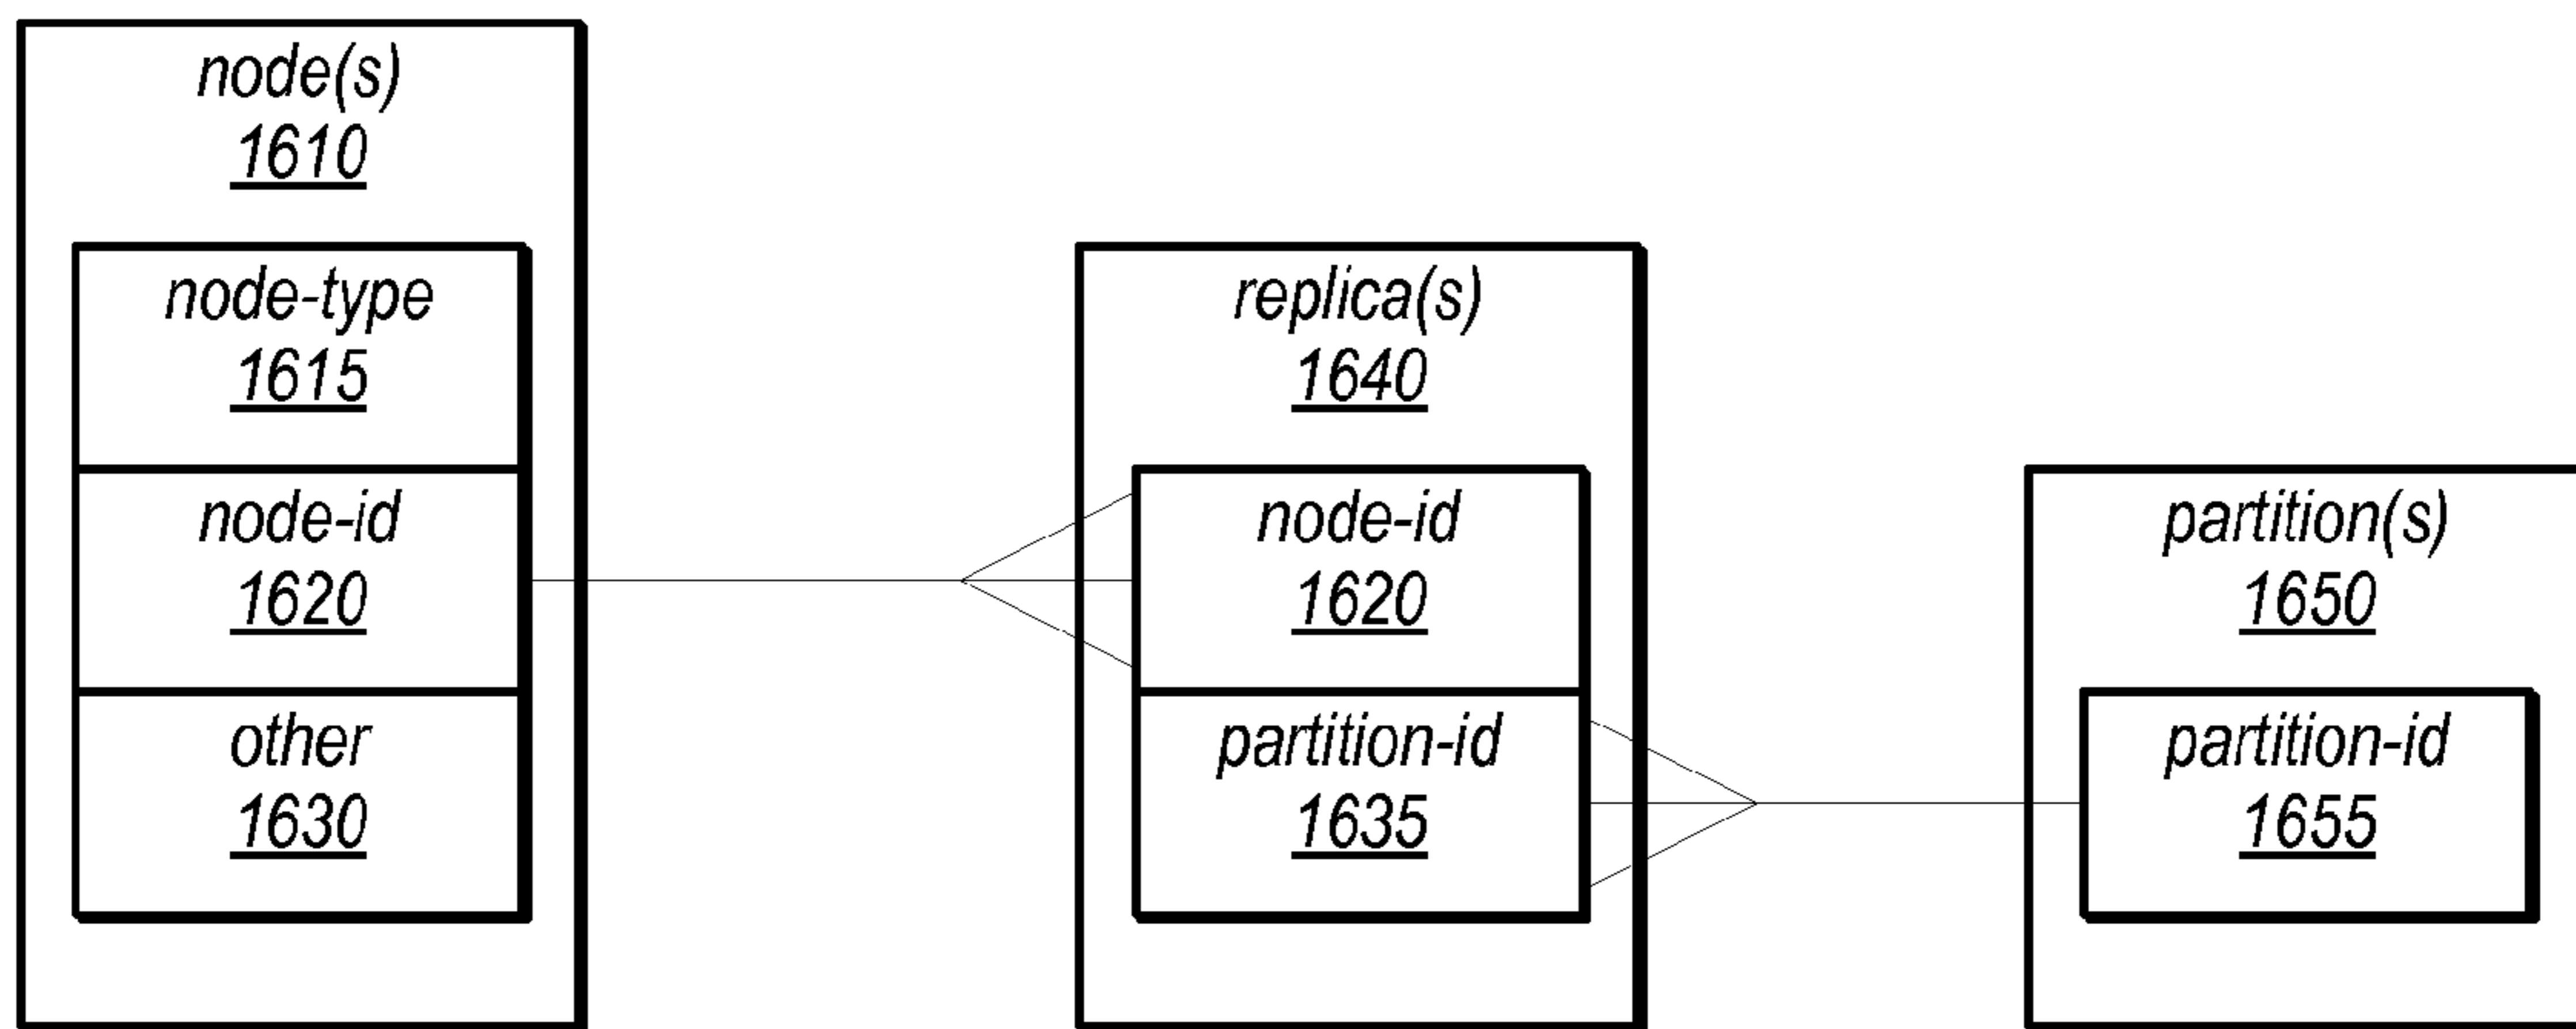 node(s)
1610
node-type
1615
node-id
1620
other
1630
replica(s)
1640
node-id
1620
partition-id
1635
partition(s)
1650
partition-id
1655